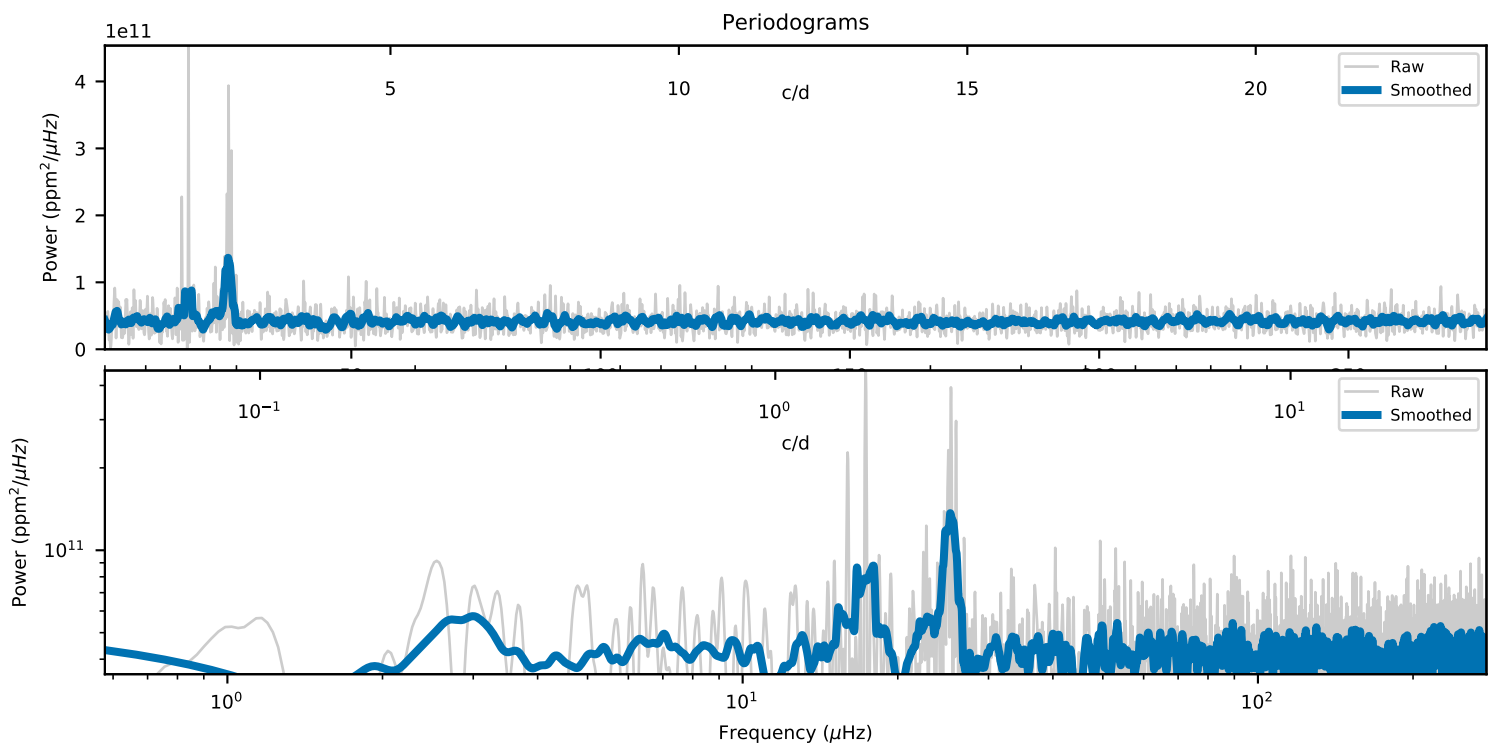 Periodograms
1e11
Power (ppm²/μHz)
4
3
2
1
0
5
10
15
20
c/d
Raw
Smoothed
Power (ppm²/μHz)
10¹¹
10⁻¹
10⁰
10¹
c/d
Raw
Smoothed
10⁰
10¹
10²
Frequency (μHz)